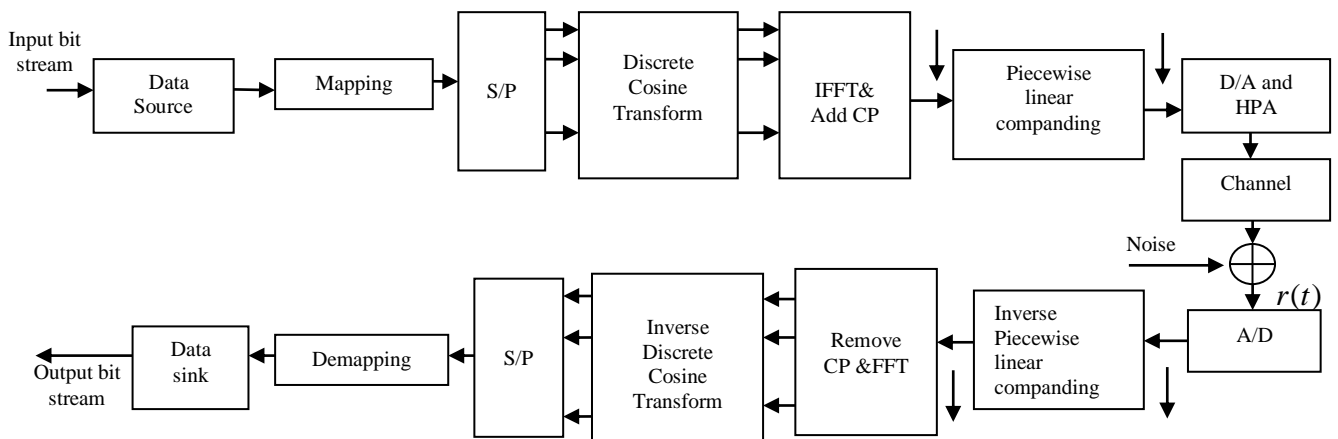 Input bit
stream
Data
Source
Mapping
S/P
Discrete
Cosine
Transform
IFFT&
Add CP
Piecewise
linear
companding
D/A and
HPA
Channel
Noise
r(t)
A/D
Inverse
Piecewise
linear
companding
Remove
CP &FFT
Inverse
Discrete
Cosine
Transform
S/P
Demapping
Data
sink
Output bit
stream